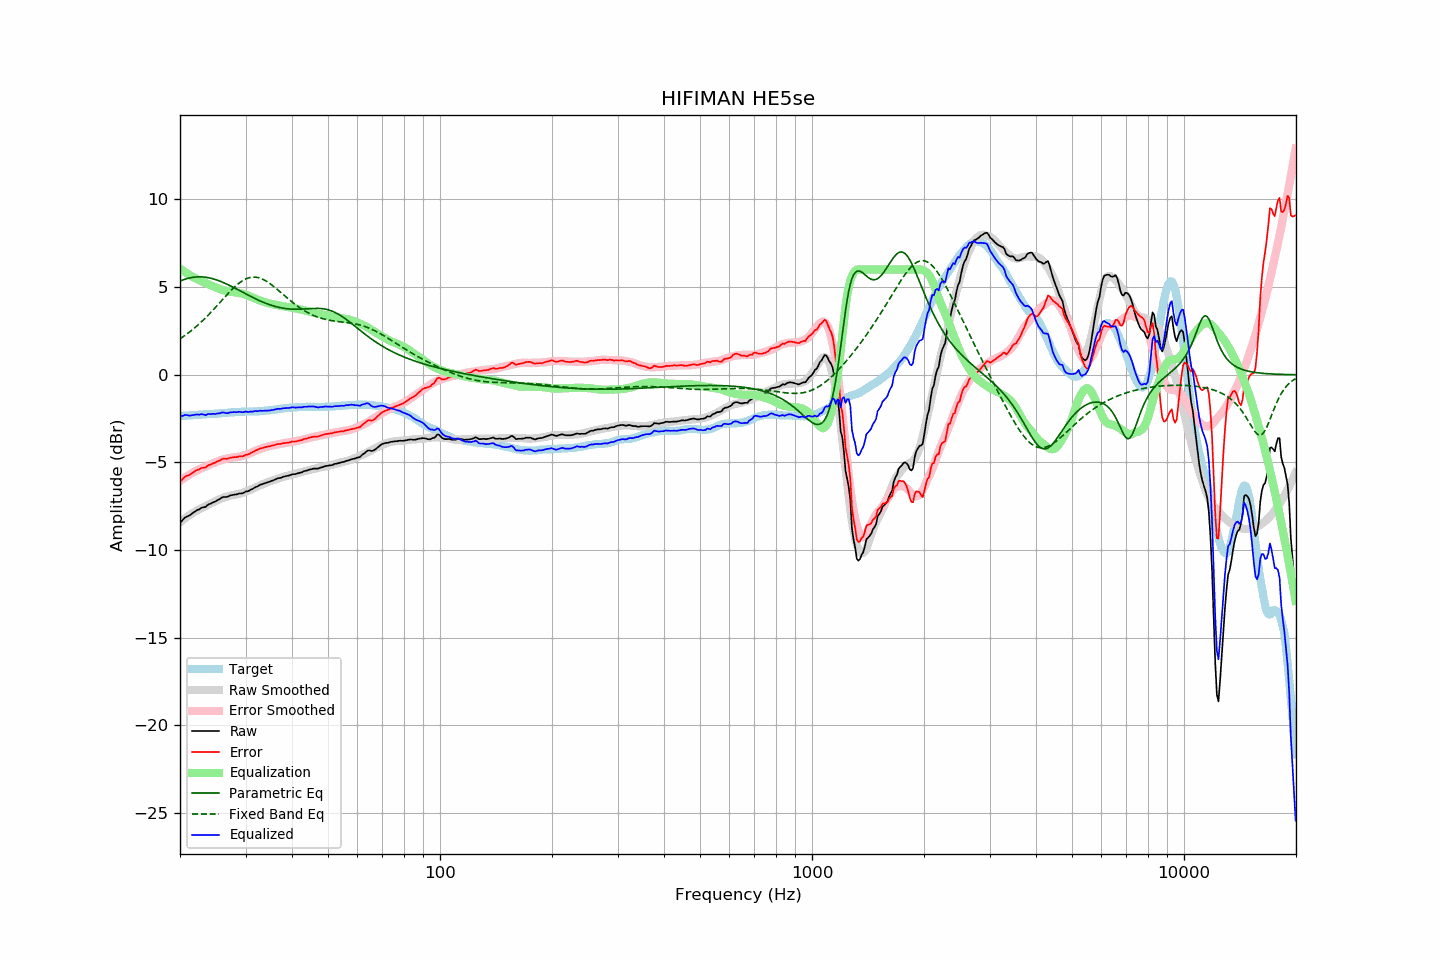 HIFIMAN HE5se
Amplitude (dBr)
10
5
0
−5
−10
−15
−20
−25
Target
Raw Smoothed
Error Smoothed
Raw
Error
Equalization
Parametric Eq
Fixed Band Eq
Equalized
100
1000
10000
Frequency (Hz)